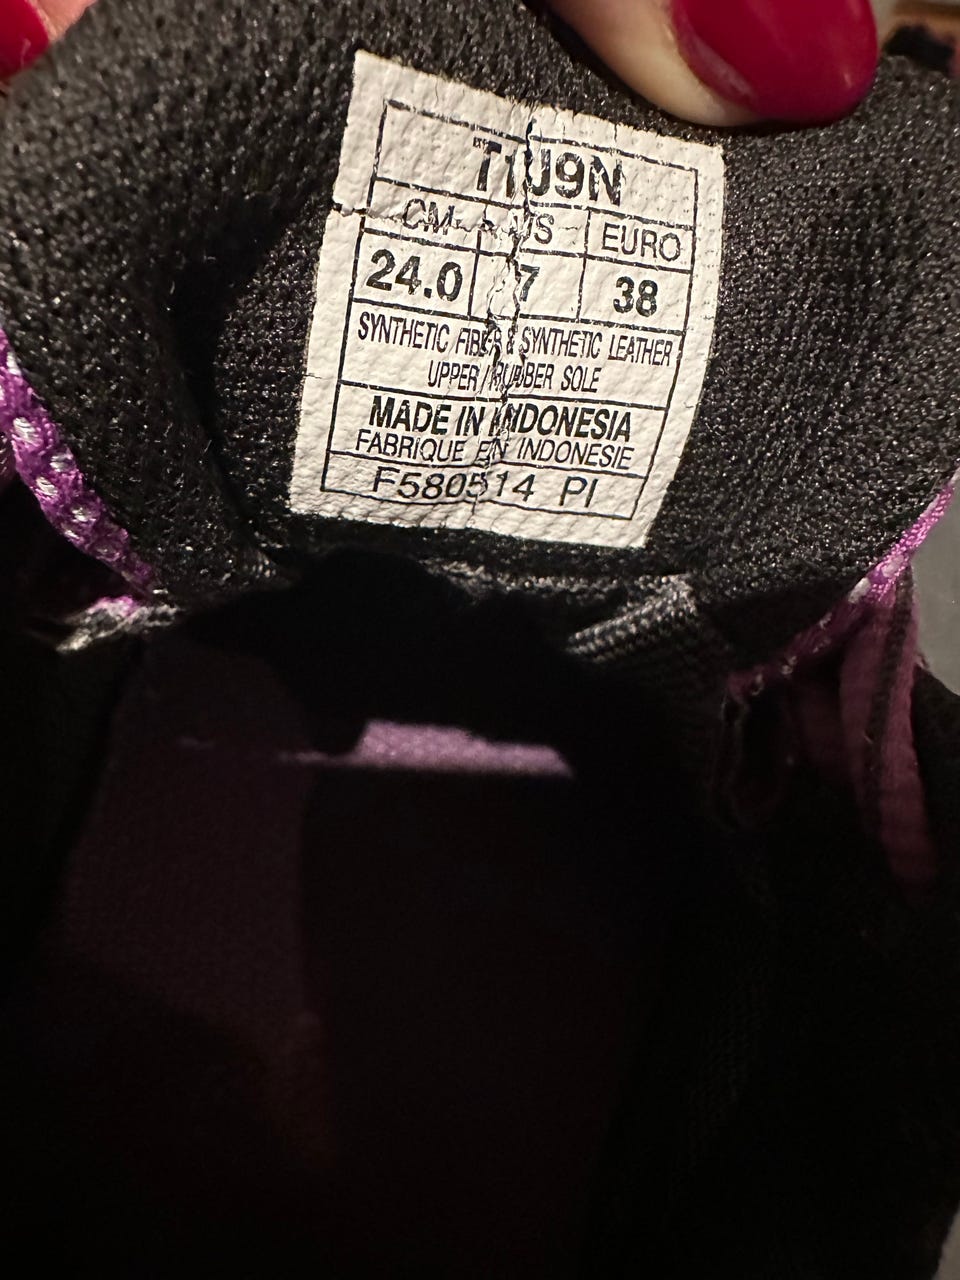 CM US EURO
24.0 7 38
SYNTHETIC FIBER & SYNTHETIC LEATHER
UPPER / RUBBER SOLE
MADE IN INDONESIA
FABRIQUE EN INDONESIE
F580514 PI